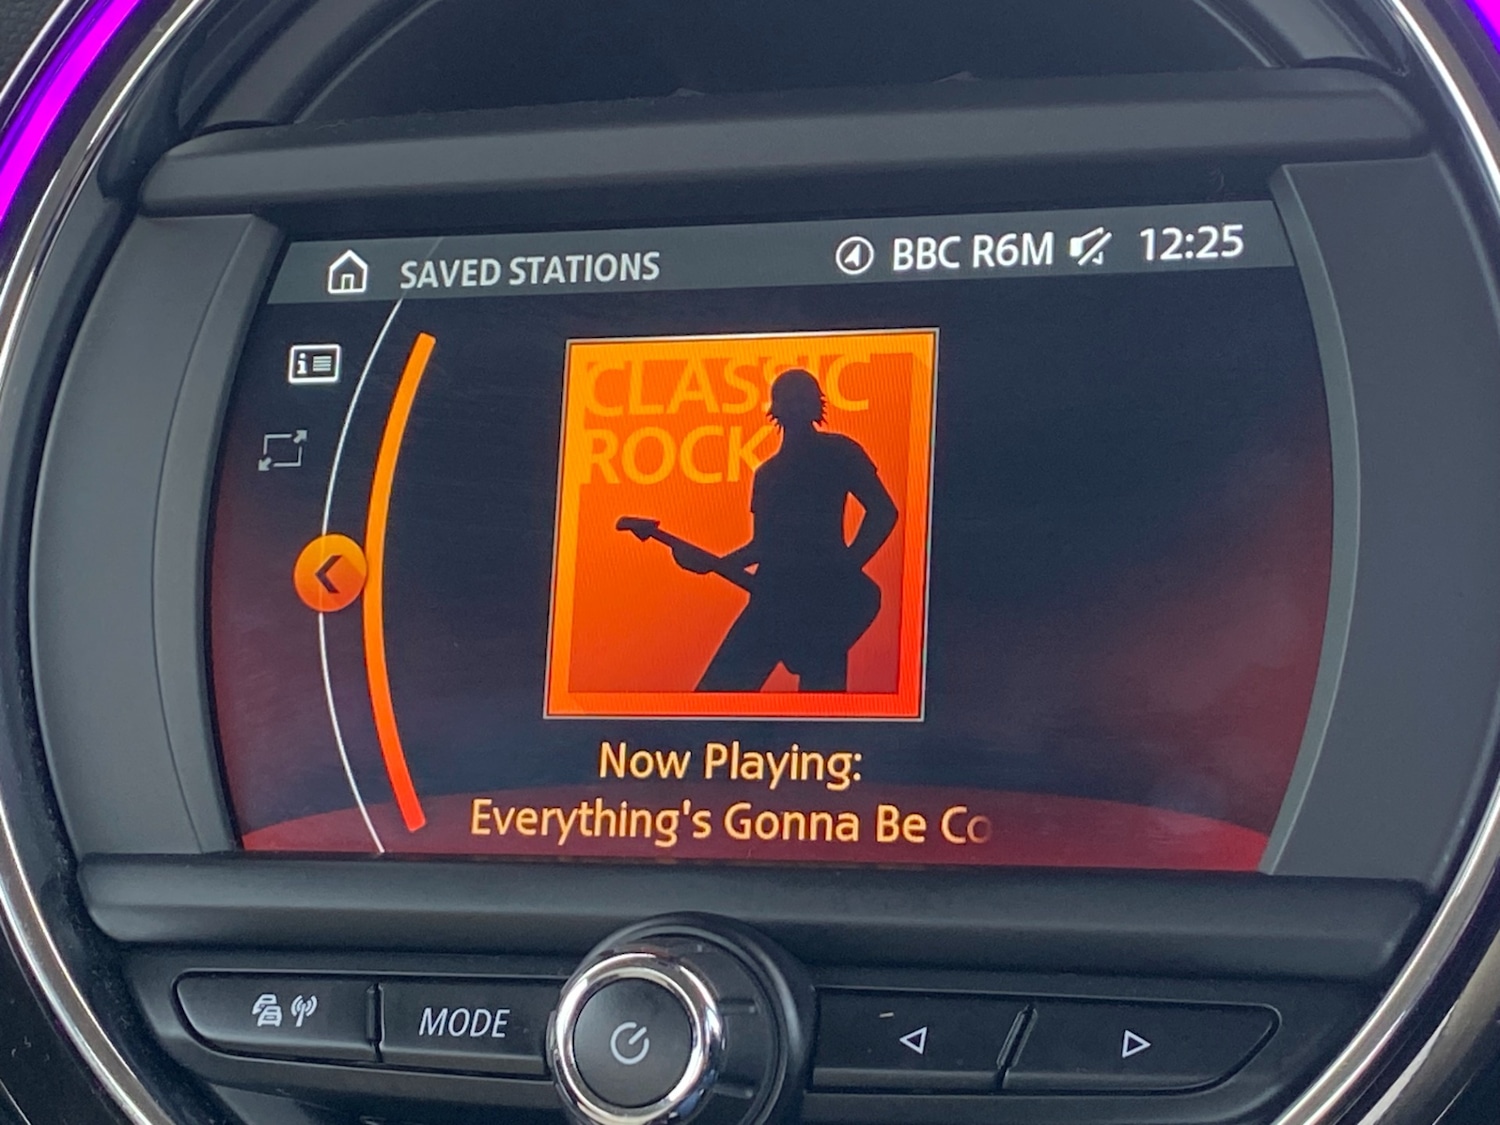 SAVED STATIONS BBC R6M 12:25
CLASSIC
ROCK
Now Playing:
Everything's Gonna Be Co
MODE